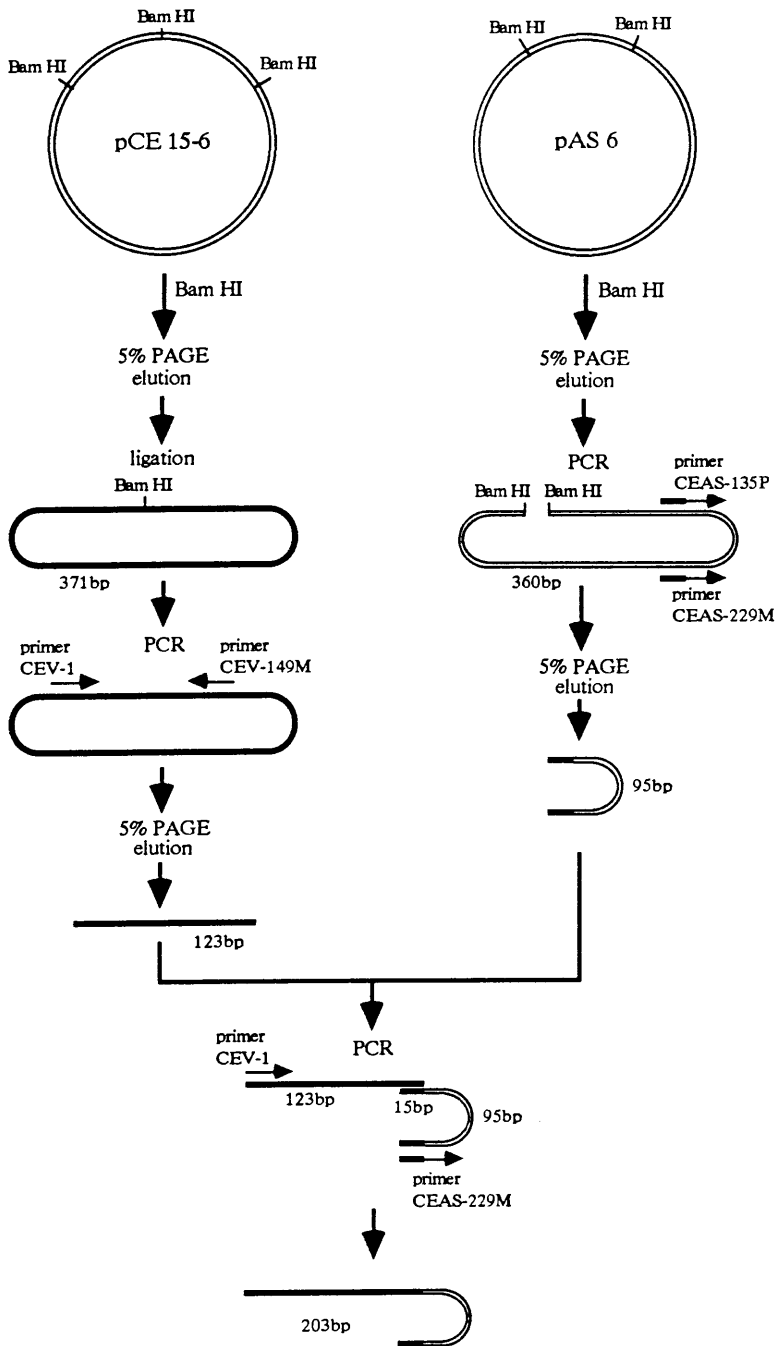 Bam HI
Bam HI
Bam HI
pCE 15-6
Bam HI
5% PAGE
elution
ligation
Bam HI
371bp
PCR
primer
CEV-1
primer
CEV-149M
5% PAGE
elution
123bp
Bam HI
Bam HI
pAS 6
Bam HI
5% PAGE
elution
PCR
Bam HI
Bam HI
primer
CEAS-135P
360bp
primer
CEAS-229M
5% PAGE
elution
95bp
primer
CEV-1
PCR
123bp
15bp
95bp
primer
CEAS-229M
203bp